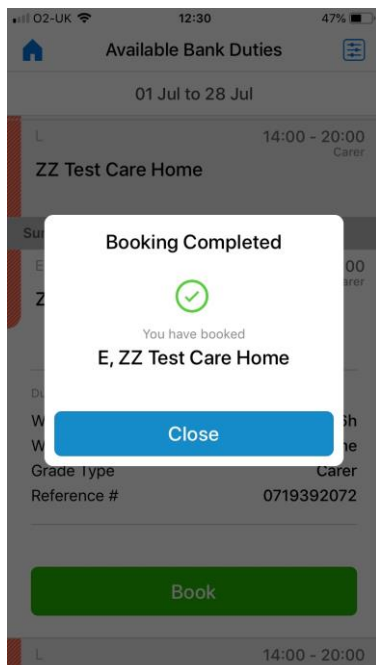 O2-UK 12:30 47%
Available Bank Duties
01 Jul to 28 Jul
L 14:00 - 20:00
Carer
ZZ Test Care Home
Booking Completed
You have booked
E, ZZ Test Care Home
Close
Grade Type Carer
Reference # 0719392072
Book
L 14:00 - 20:00